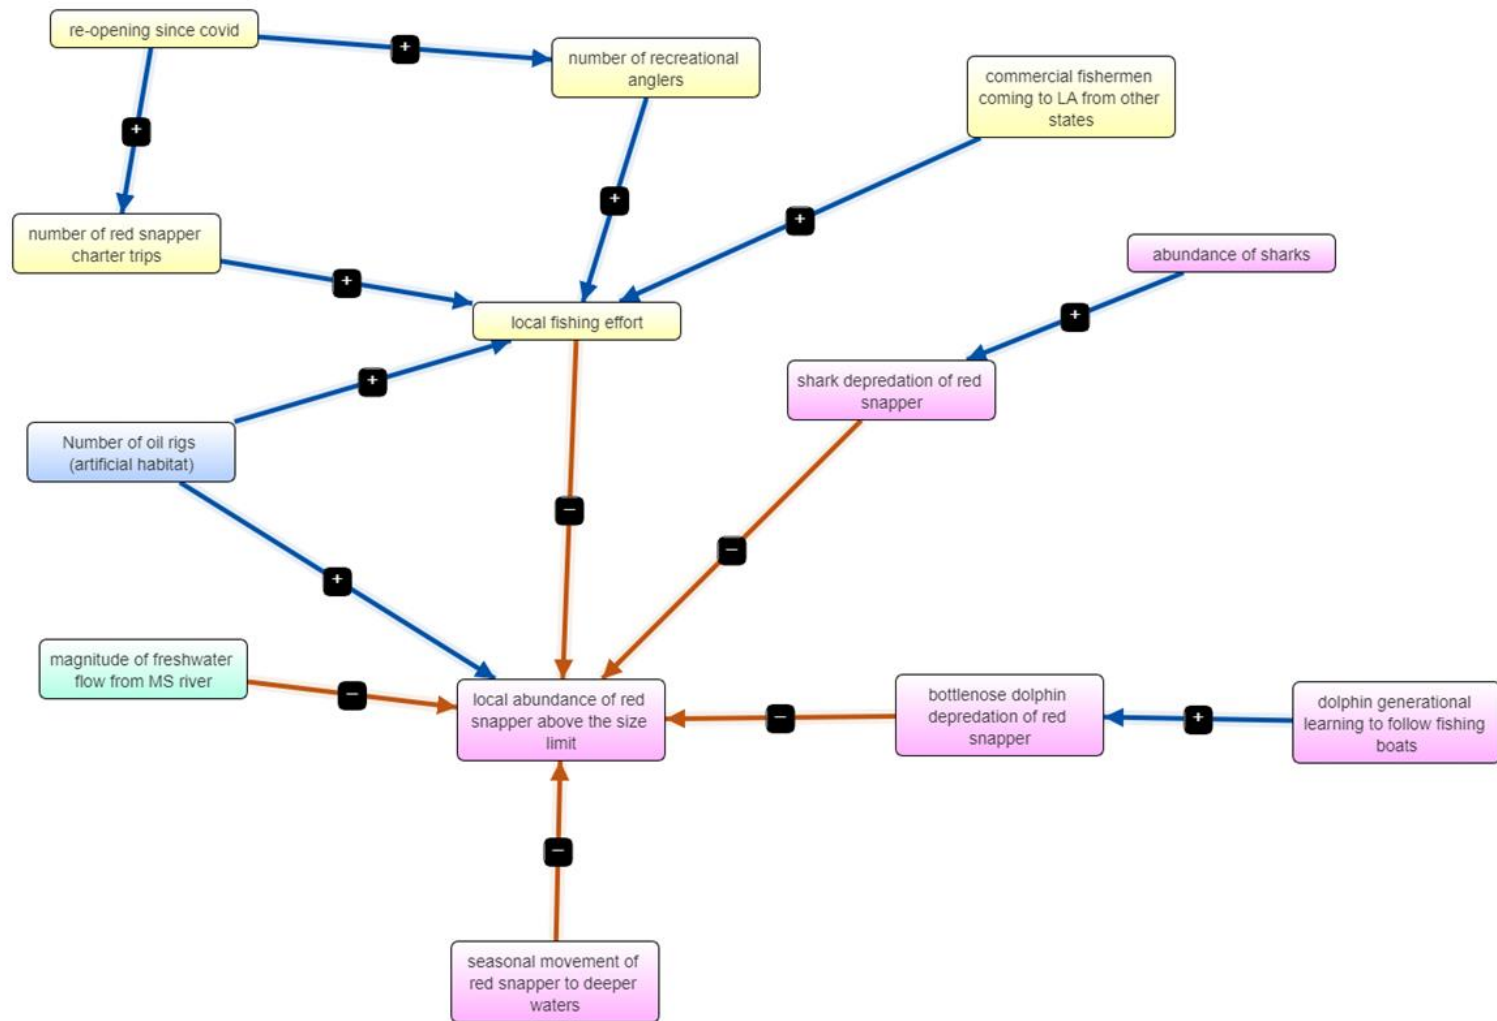 re-opening since covid
+
number of recreational
anglers
commercial fishermen
coming to LA from other
states
+
+
+
number of red snapper
charter trips
+
abundance of sharks
+
local fishing effort
+
shark depredation of red
snapper
Number of oil rigs
(artificial habitat)
−
−
+
magnitude of freshwater
flow from MS river
−
local abundance of red
snapper above the size
limit
−
bottlenose dolphin
depredation of red
snapper
+
dolphin generational
learning to follow fishing
boats
−
seasonal movement of
red snapper to deeper
waters